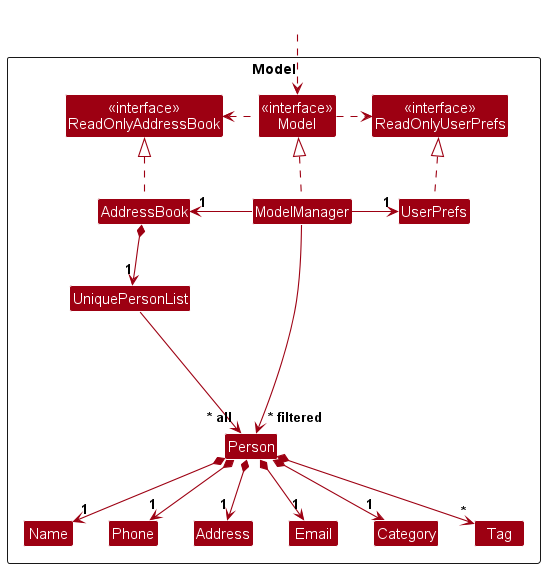 Model
«interface»
ReadOnlyAddressBook
«interface»
Model
«interface»
ReadOnlyUserPrefs
AddressBook
1
ModelManager
1
UserPrefs
1
UniquePersonList
* all
* filtered
Person
1
1
1
1
1
*
Name
Phone
Address
Email
Category
Tag